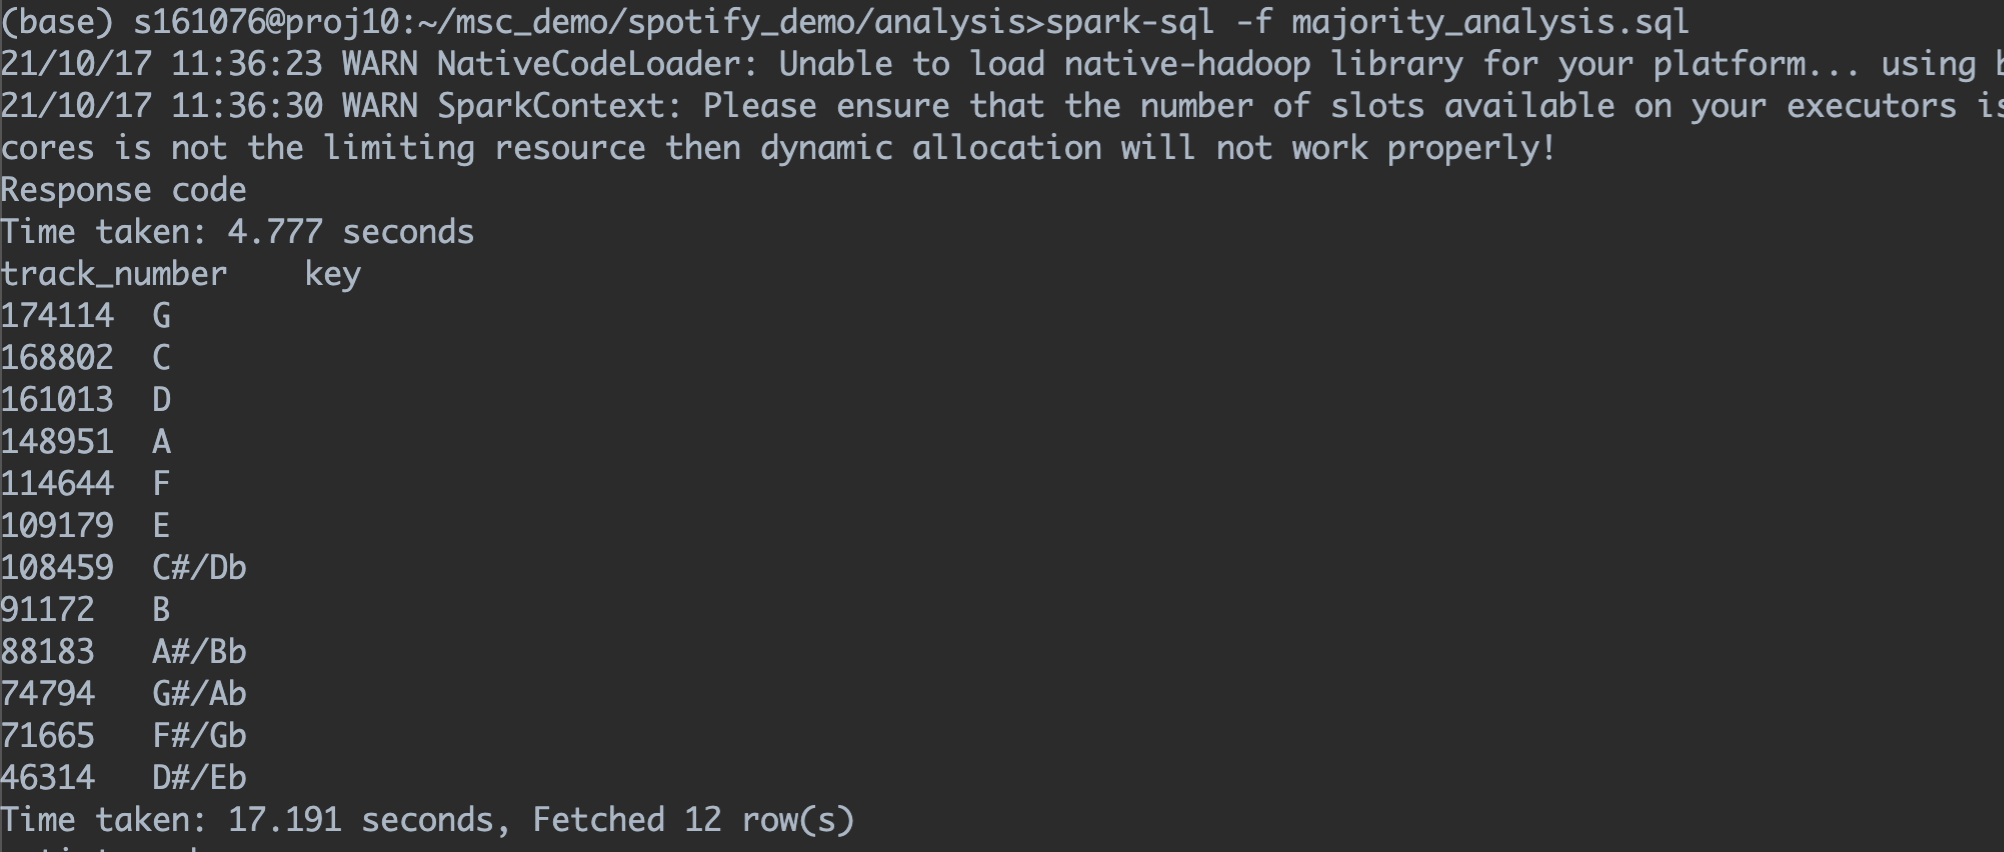 (base) s161076@proj10:~/msc_demo/spotify_demo/analysis>spark-sql -f majority_analysis.sql
21/10/17 11:36:23 WARN NativeCodeLoader: Unable to load native-hadoop library for your platform... using
21/10/17 11:36:30 WARN SparkContext: Please ensure that the number of slots available on your executors is
cores is not the limiting resource then dynamic allocation will not work properly!
Response code
Time taken: 4.777 seconds
track_number    key
174114  G
168802  C
161013  D
148951  A
114644  F
109179  E
108459  C#/Db
91172   B
88183   A#/Bb
74794   G#/Ab
71665   F#/Gb
46314   D#/Eb
Time taken: 17.191 seconds, Fetched 12 row(s)